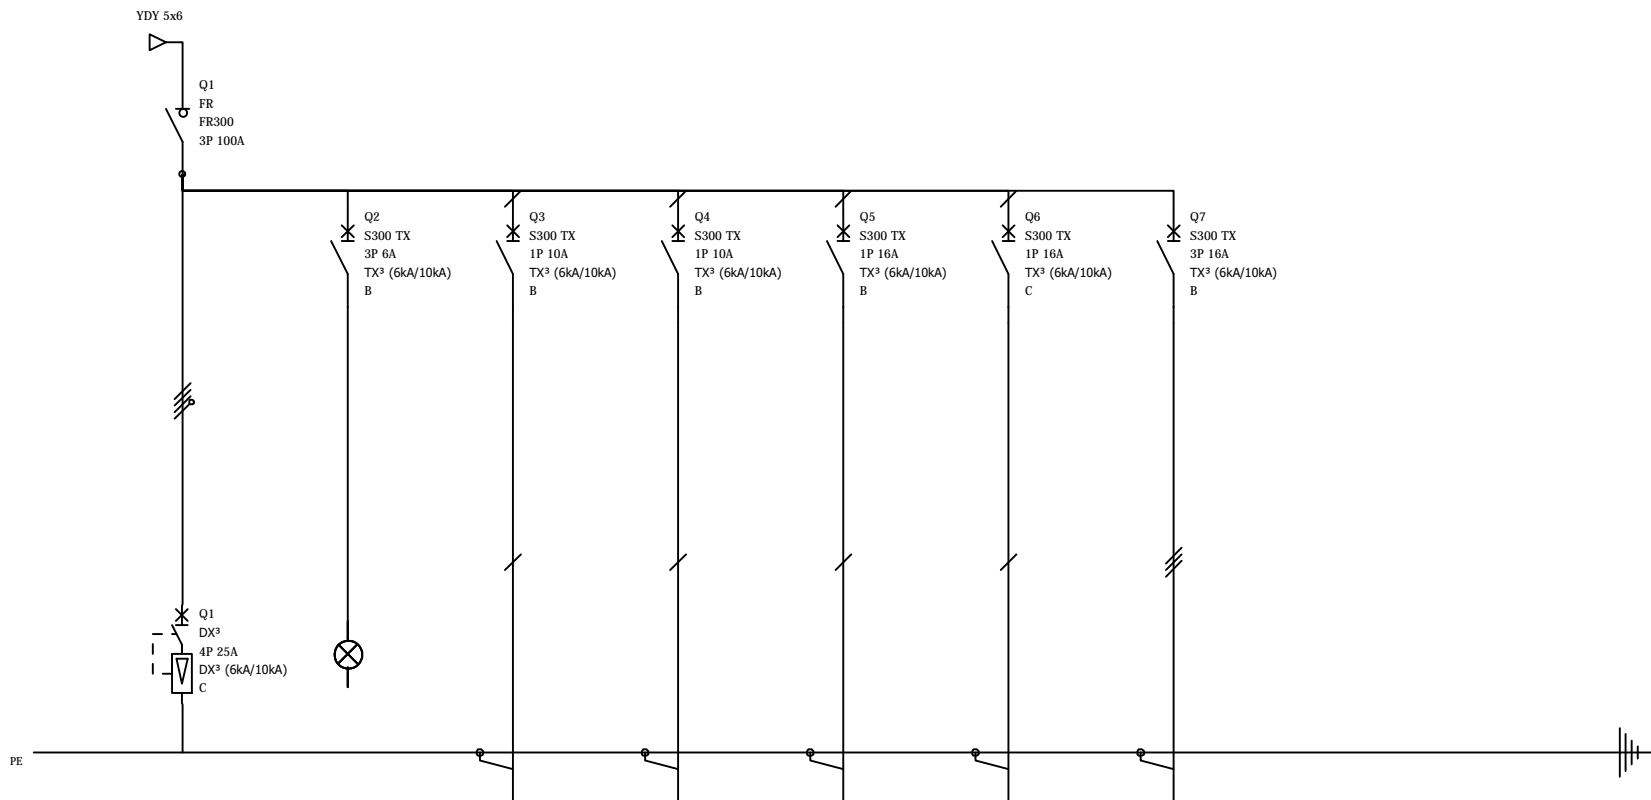 YDY 5x6
Q1
FR
FR300
3P 100A
Q2
S300 TX
3P 6A
TX³ (6kA/10kA)
B
Q3
S300 TX
1P 10A
TX³ (6kA/10kA)
B
Q4
S300 TX
1P 10A
TX³ (6kA/10kA)
B
Q5
S300 TX
1P 16A
TX³ (6kA/10kA)
B
Q6
S300 TX
1P 16A
TX³ (6kA/10kA)
C
Q7
S300 TX
3P 16A
TX³ (6kA/10kA)
B
Q1
DX³
4P 25A
DX³ (6kA/10kA)
C
PE